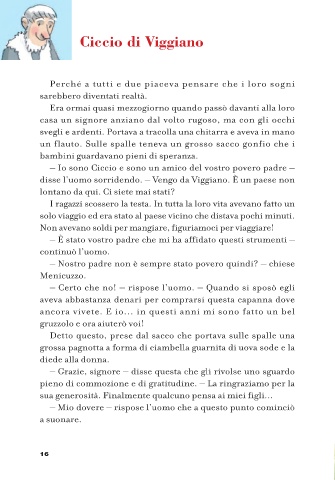 Ciccio di Viggiano
Perché a tutti e due piaceva pensare che i loro sogni
sarebbero diventati realtà.
Era ormai quasi mezzogiorno quando passò davanti alla loro
casa un signore anziano dal volto rugoso, ma con gli occhi
svegli e ardenti. Portava a tracolla una chitarra e aveva in mano
un flauto. Sulle spalle teneva un grosso sacco gonfio che i
bambini guardavano pieni di speranza.
– Io sono Ciccio e sono un amico del vostro povero padre –
disse l'uomo sorridendo. – Vengo da Viggiano. È un paese non
lontano da qui. Ci siete mai stati?
I ragazzi scossero la testa. In tutta la loro vita avevano fatto un
solo viaggio ed era stato al paese vicino che distava pochi minuti.
Non avevano soldi per mangiare, figuriamoci per viaggiare!
– È stato vostro padre che mi ha affidato questi strumenti –
continuò l'uomo.
– Nostro padre non è sempre stato povero quindi? – chiese
Menicuzzo.
– Certo che no! – rispose l'uomo. – Quando si sposò egli
aveva abbastanza denari per comprarsi questa capanna dove
ancora vivete. E io... in questi anni mi sono fatto un bel
gruzzolo e ora aiuterò voi!
Detto questo, prese dal sacco che portava sulle spalle una
grossa pagnotta a forma di ciambella guarnita di uova sode e la
diede alla donna.
– Grazie, signore – disse questa che gli rivolse uno sguardo
pieno di commozione e di gratitudine. – La ringraziamo per la
sua generosità. Finalmente qualcuno pensa ai miei figli...
– Mio dovere – rispose l'uomo che a questo punto cominciò
a suonare.
16